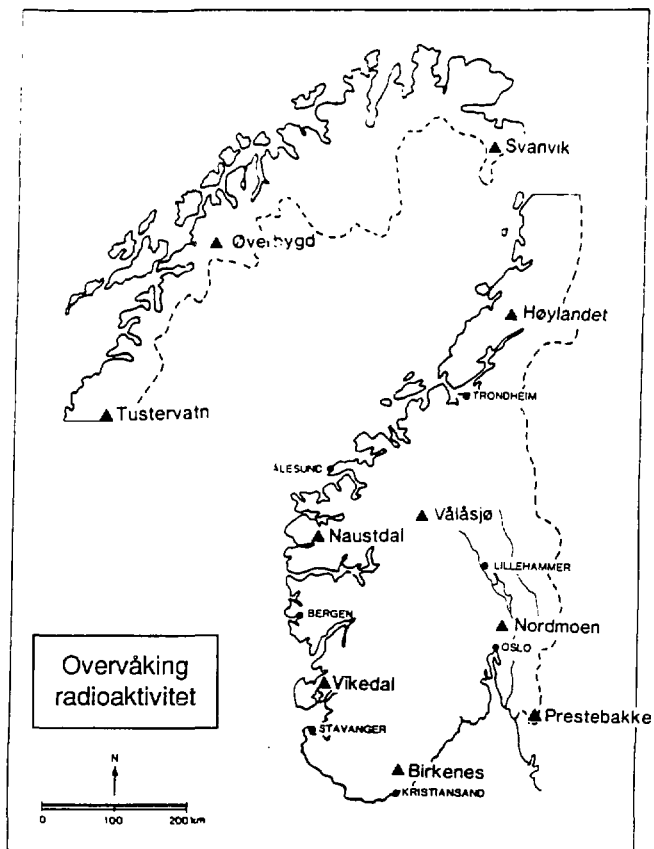 Svanvik
Øverbygd
Høylandet
TRONDHEIM
Tustervatn
ÅLESUND
Vålåsjø
Naustdal
LILLEHAMMER
BERGEN
Nordmoen
OSLO
Overvåking
radioaktivitet
Vikedal
Prestebakke
STAVANGER
N
Birkenes
KRISTIANSAND
0 100 200 km